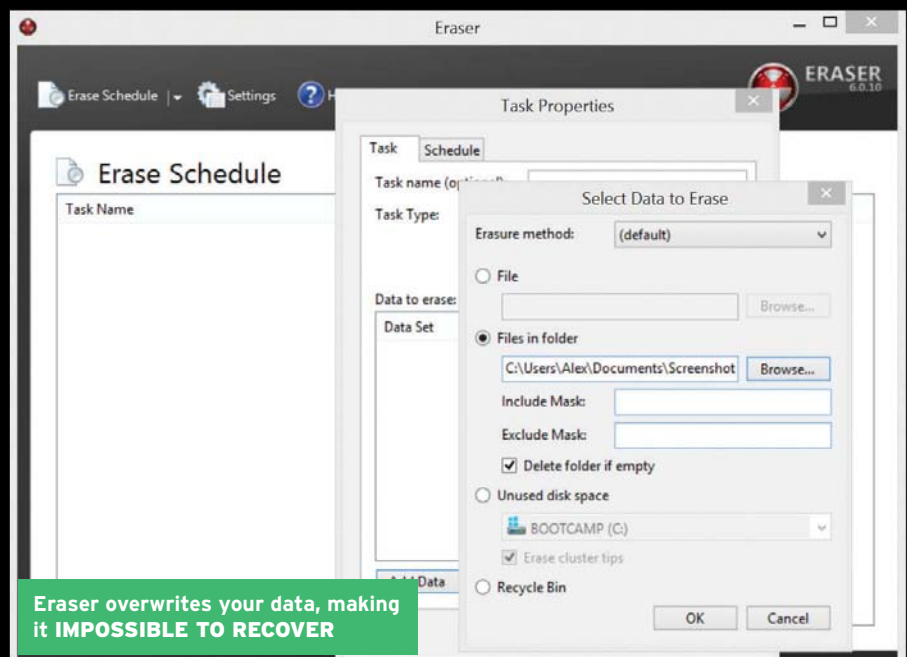 Eraser
Erase Schedule
Settings
ERASER
6.0.10
Erase Schedule
Task Name
Task Properties
Task
Schedule
Task name
Task Type:
Data to erase:
Data Set
Data
Select Data to Erase
Erasure method:
(default)
File
Browse...
Files in folder
C:\Users\Alex\Documents\Screenshot
Browse...
Include Mask:
Exclude Mask:
Delete folder if empty
Unused disk space
BOOTCAMP (C:)
Erase cluster tips
Recycle Bin
OK
Cancel
Eraser overwrites your data, making
it IMPOSSIBLE TO RECOVER